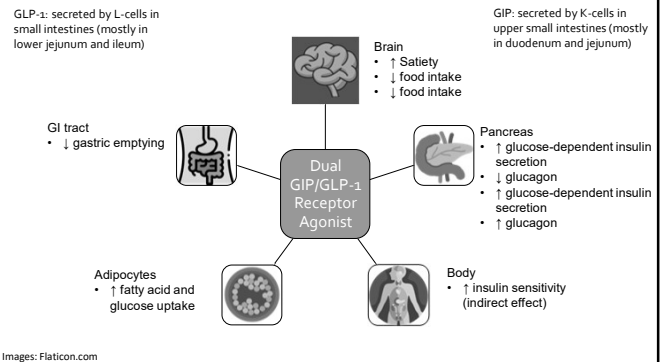 GLP-1: secreted by L-cells in
small intestines (mostly in
lower jejunum and ileum)
GIP: secreted by K-cells in
upper small intestines (mostly
in duodenum and jejunum)
Brain
• ↑ Satiety
• ↓ food intake
• ↓ food intake
GI tract
• ↓ gastric emptying
Pancreas
• ↑ glucose-dependent insulin
secretion
• ↓ glucagon
• ↑ glucose-dependent insulin
secretion
• ↑ glucagon
Dual
GIP/GLP-1
Receptor
Agonist
Adipocytes
• ↑ fatty acid and
glucose uptake
Body
• ↑ insulin sensitivity
(indirect effect)
Images: Flaticon.com